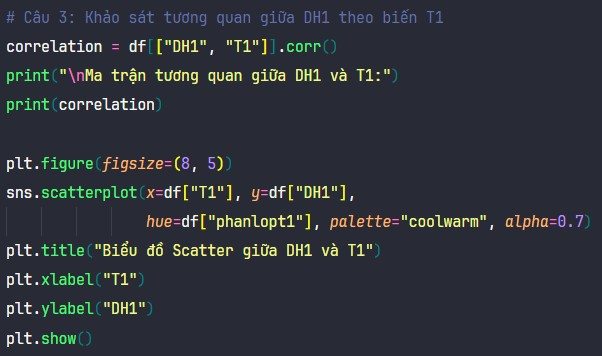 # Câu 3: Khảo sát tương quan giữa DH1 theo biến T1
correlation = df[["DH1", "T1"]].corr()
print("\nMa trận tương quan giữa DH1 và T1:")
print(correlation)
plt.figure(figsize=(8, 5))
sns.scatterplot(x=df["T1"], y=df["DH1"],
hue=df["phanlopt1"], palette="coolwarm", alpha=0.7)
plt.title("Biểu đồ Scatter giữa DH1 và T1")
plt.xlabel("T1")
plt.ylabel("DH1")
plt.show()